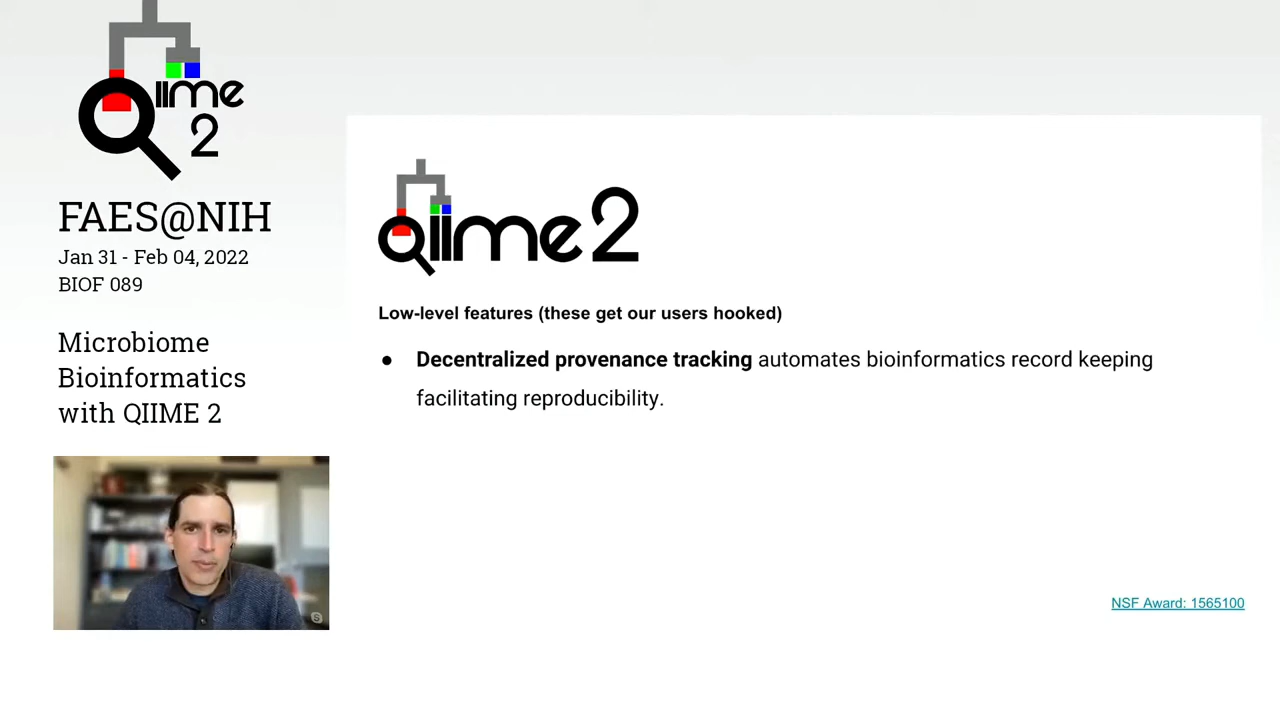 Qiime
2
FAES@NIH
Jan 31 - Feb 04, 2022
BIOF 089
Microbiome
Bioinformatics
with QIIME 2
Qiime 2
Low-level features (these get our users hooked)
● Decentralized provenance tracking automates bioinformatics record keeping
facilitating reproducibility.
NSF Award: 1565100